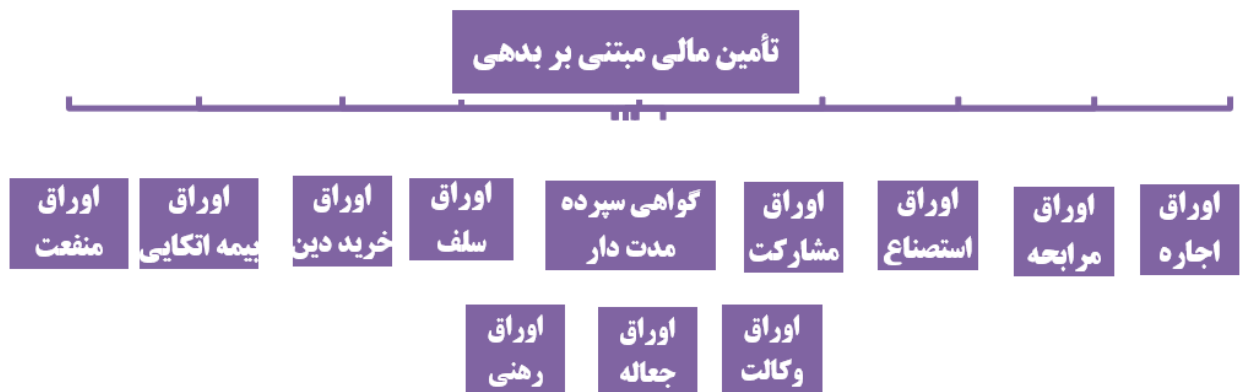 تأمین مالی مبتنی بر بدهی
اوراق
اجاره
اوراق
مرابحه
اوراق
استصناع
اوراق
مشارکت
گواهی سپرده
مدت دار
اوراق
سلف
اوراق
خرید دین
اوراق
بیمه اتکایی
اوراق
منفعت
اوراق
وکالت
اوراق
جعاله
اوراق
رهنی